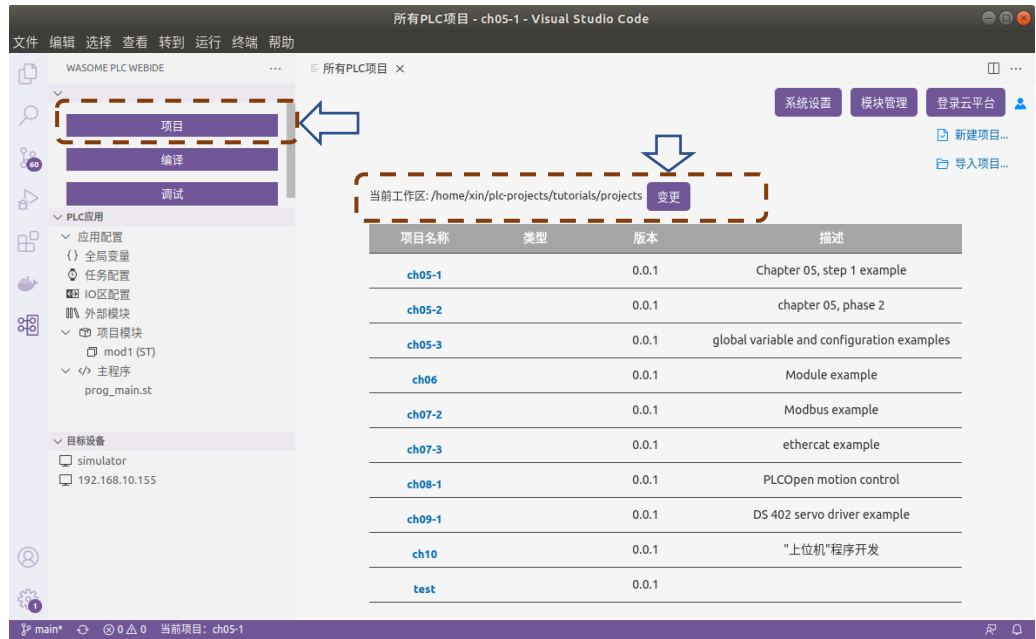 所有PLC项目 - ch05-1 - Visual Studio Code
文件 编辑 选择 查看 转到 运行 终端 帮助
WASOME PLC WEBIDE ...
项目
编译
调试
PLC应用
应用配置
{} 全局变量
任务配置
IO区配置
外部模块
项目模块
mod1 (ST)
</> 主程序
prog_main.st
目标设备
simulator
192.168.10.155
60
1
所有PLC项目 ×
系统设置 模块管理 登录云平台
新建项目...
导入项目...
当前工作区: /home/xin/plc-projects/tutorials/projects 变更
项目名称 类型 版本 描述
ch05-1 0.0.1 Chapter 05, step 1 example
ch05-2 0.0.1 chapter 05, phase 2
ch05-3 0.0.1 global variable and configuration examples
ch06 0.0.1 Module example
ch07-2 0.0.1 Modbus example
ch07-3 0.0.1 ethercat example
ch08-1 0.0.1 PLCOpen motion control
ch09-1 0.0.1 DS 402 servo driver example
ch10 0.0.1 "上位机"程序开发
test 0.0.1
main* 0 0 当前项目: ch05-1